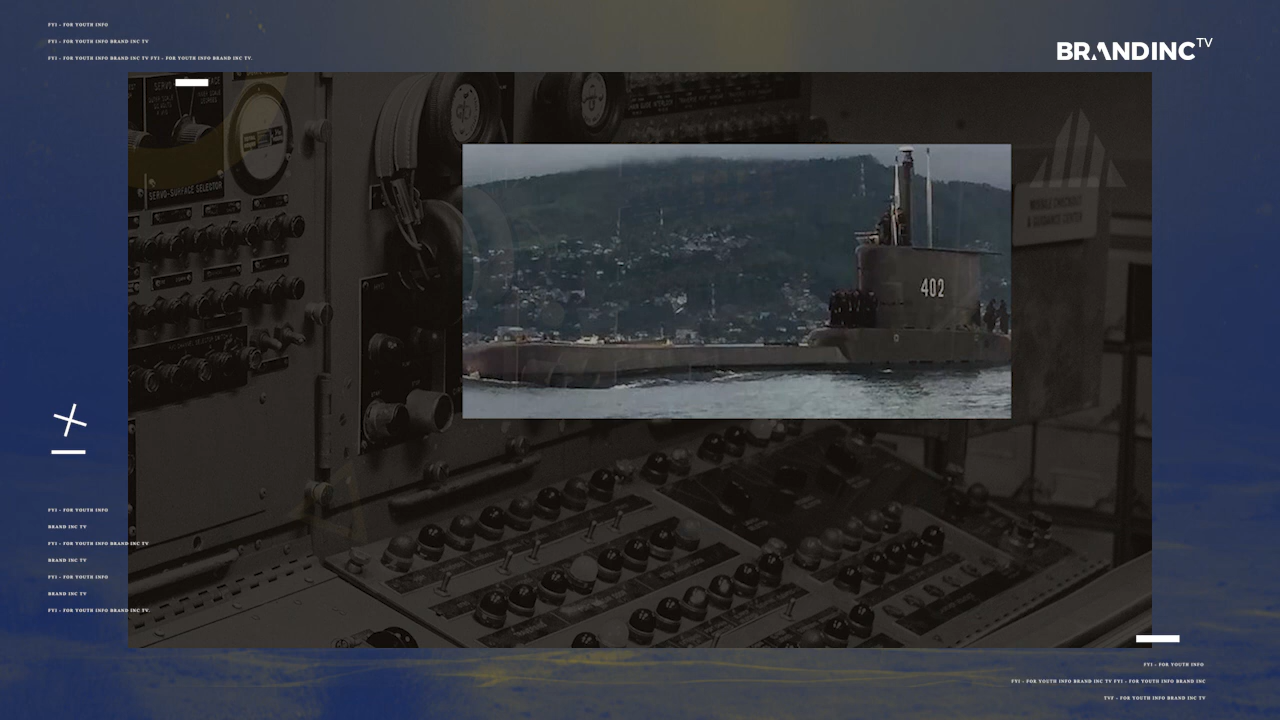 FYI - FOR YOUTH INFO
FYI - FOR YOUTH INFO BRAND INC TV
FYI - FOR YOUTH INFO BRAND INC TV FYI - FOR YOUTH INFO BRAND INC TV.
BRANDINC TV
SERVO-SURFACE SELECTOR
MISSILE CHECKOUT
& GUIDANCE CENTER
402
FYI - FOR YOUTH INFO
BRAND INC TV
FYI - FOR YOUTH INFO BRAND INC TV
BRAND INC TV
FYI - FOR YOUTH INFO
BRAND INC TV
FYI - FOR YOUTH INFO BRAND INC TV.
FYI - FOR YOUTH INFO
FYI - FOR YOUTH INFO BRAND INC TV FYI - FOR YOUTH INFO BRAND INC
TVF - FOR YOUTH INFO BRAND INC TV